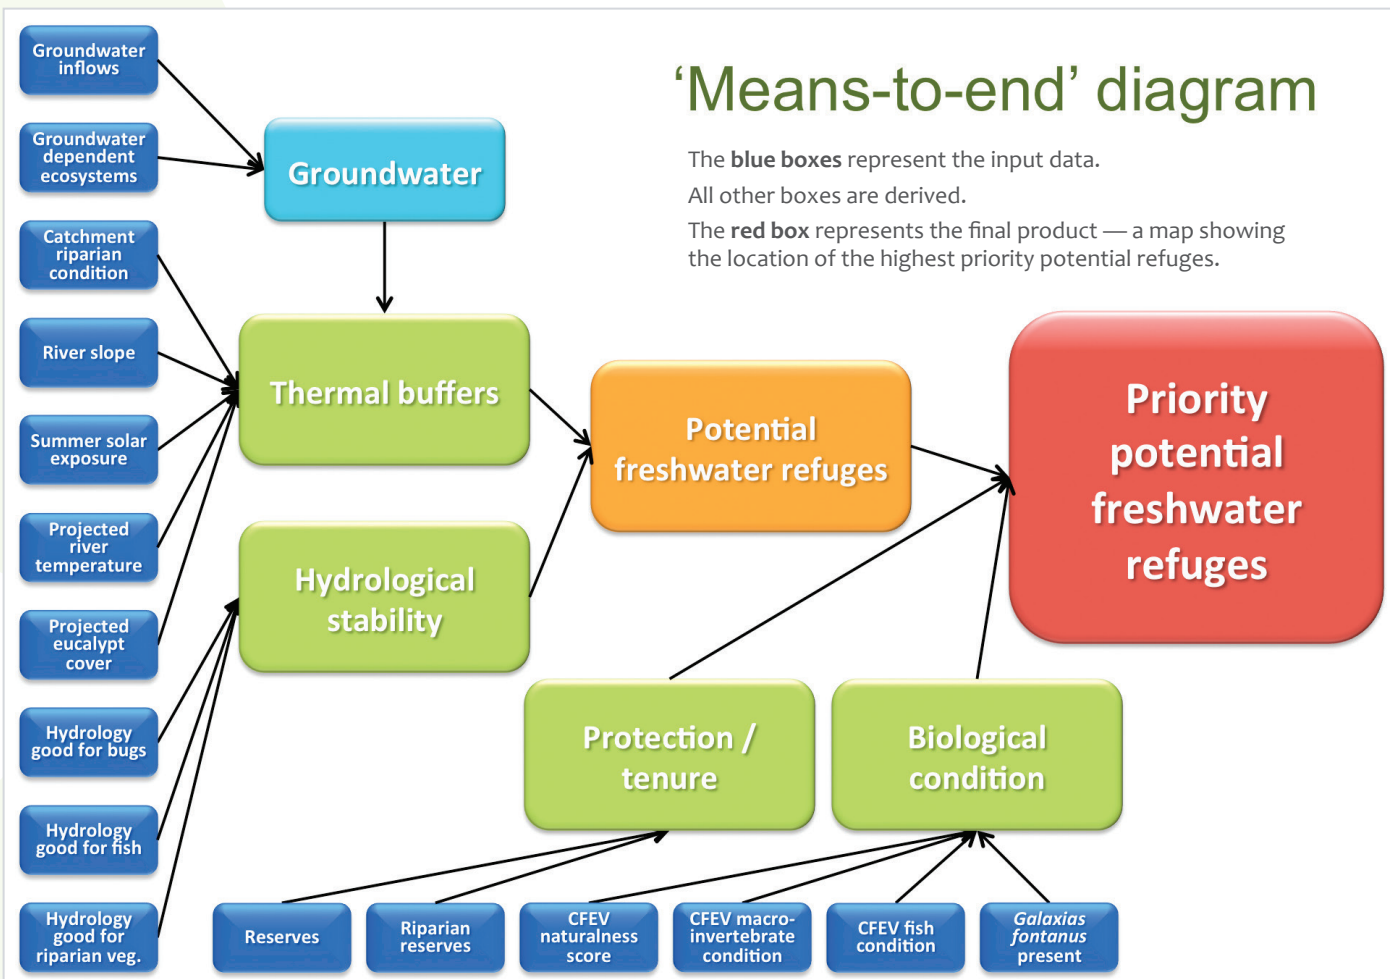 ‘Means-to-end’ diagram
The blue boxes represent the input data.
All other boxes are derived.
The red box represents the final product — a map showing
the location of the highest priority potential refuges.
Groundwater
inflows
Groundwater
dependent
ecosystems
Catchment
riparian
condition
River slope
Summer solar
exposure
Projected
river
temperature
Projected
eucalypt
cover
Hydrology
good for bugs
Hydrology
good for fish
Hydrology
good for
riparian veg.
Groundwater
Thermal buffers
Hydrological
stability
Potential
freshwater refuges
Priority
potential
freshwater
refuges
Protection /
tenure
Biological
condition
Reserves
Riparian
reserves
CFEV
naturalness
score
CFEV macro-
invertebrate
condition
CFEV fish
condition
Galaxias
fontanus
present